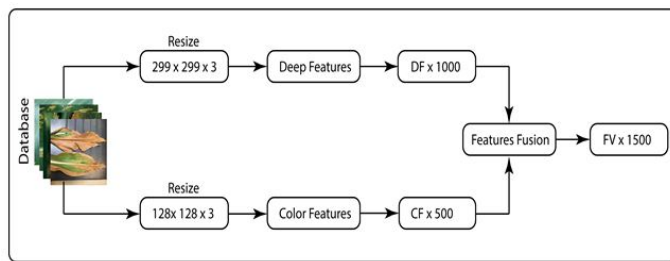 Resize
299 x 299 x 3
Deep Features
DF x 1000
Database
Features Fusion
FV x 1500
Resize
128x 128 x 3
Color Features
CF x 500